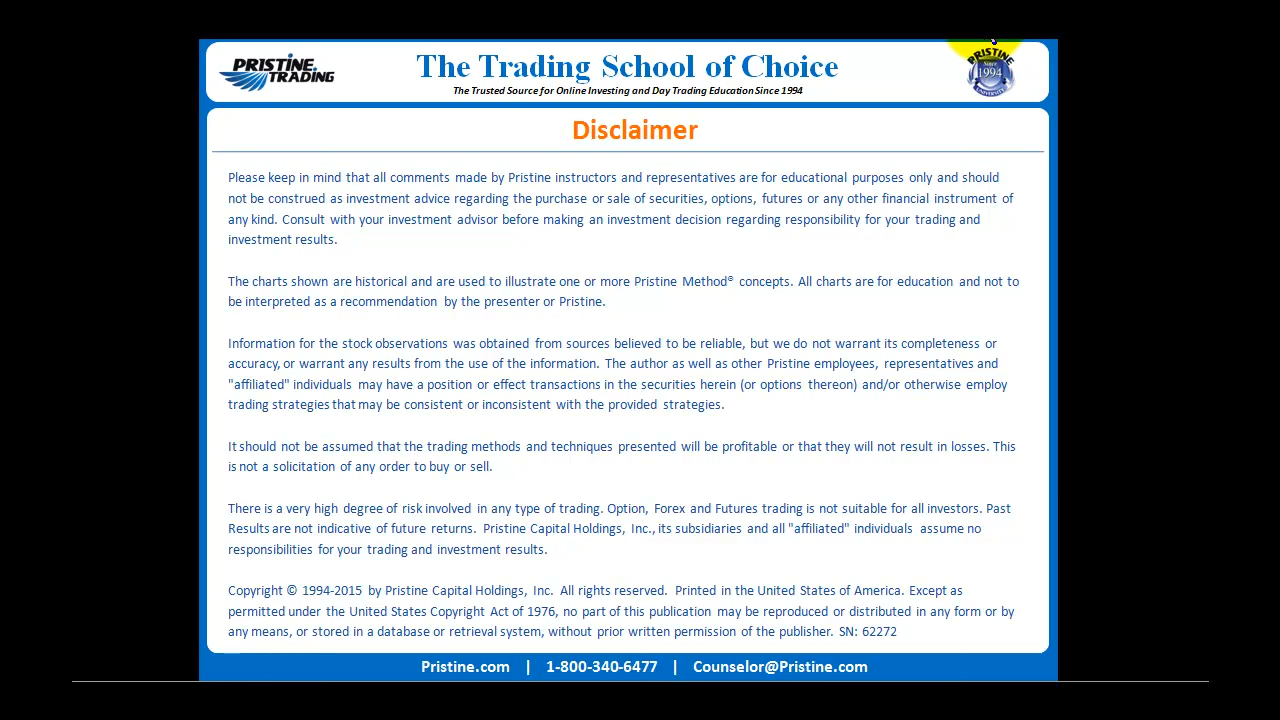 PRISTINE.
TRADING
The Trading School of Choice
The Trusted Source for Online Investing and Day Trading Education Since 1994
PRISTINE
Since
1994
UNIVERSITY
Disclaimer
Please keep in mind that all comments made by Pristine instructors and representatives are for educational purposes only and should
not be construed as investment advice regarding the purchase or sale of securities, options, futures or any other financial instrument of
any kind. Consult with your investment advisor before making an investment decision regarding responsibility for your trading and
investment results.
The charts shown are historical and are used to illustrate one or more Pristine Method® concepts. All charts are for education and not to
be interpreted as a recommendation by the presenter or Pristine.
Information for the stock observations was obtained from sources believed to be reliable, but we do not warrant its completeness or
accuracy, or warrant any results from the use of the information. The author as well as other Pristine employees, representatives and
"affiliated" individuals may have a position or effect transactions in the securities herein (or options thereon) and/or otherwise employ
trading strategies that may be consistent or inconsistent with the provided strategies.
It should not be assumed that the trading methods and techniques presented will be profitable or that they will not result in losses. This
is not a solicitation of any order to buy or sell.
There is a very high degree of risk involved in any type of trading. Option, Forex and Futures trading is not suitable for all investors. Past
Results are not indicative of future returns. Pristine Capital Holdings, Inc., its subsidiaries and all "affiliated" individuals assume no
responsibilities for your trading and investment results.
Copyright © 1994-2015 by Pristine Capital Holdings, Inc. All rights reserved. Printed in the United States of America. Except as
permitted under the United States Copyright Act of 1976, no part of this publication may be reproduced or distributed in any form or by
any means, or stored in a database or retrieval system, without prior written permission of the publisher. SN: 62272
Pristine.com | 1-800-340-6477 | Counselor@Pristine.com